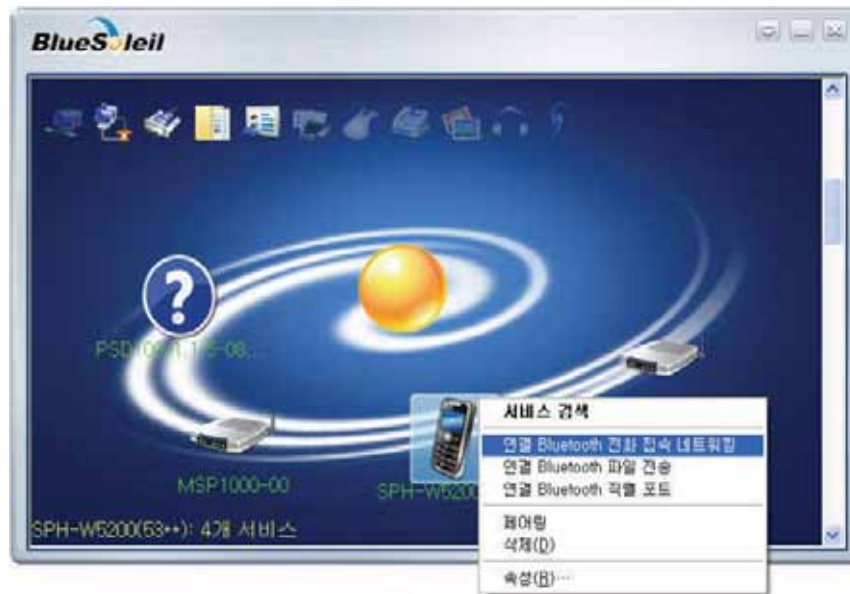 BlueSoleil
MSP1000-00
SPH-W5200
SPH-W5200(53**): 4개 서비스
서비스 검색
연결 Bluetooth 전화 접속 네트워킹
연결 Bluetooth 파일 전송
연결 Bluetooth 직렬 포트
페어링
삭제(D)
속성(R)...